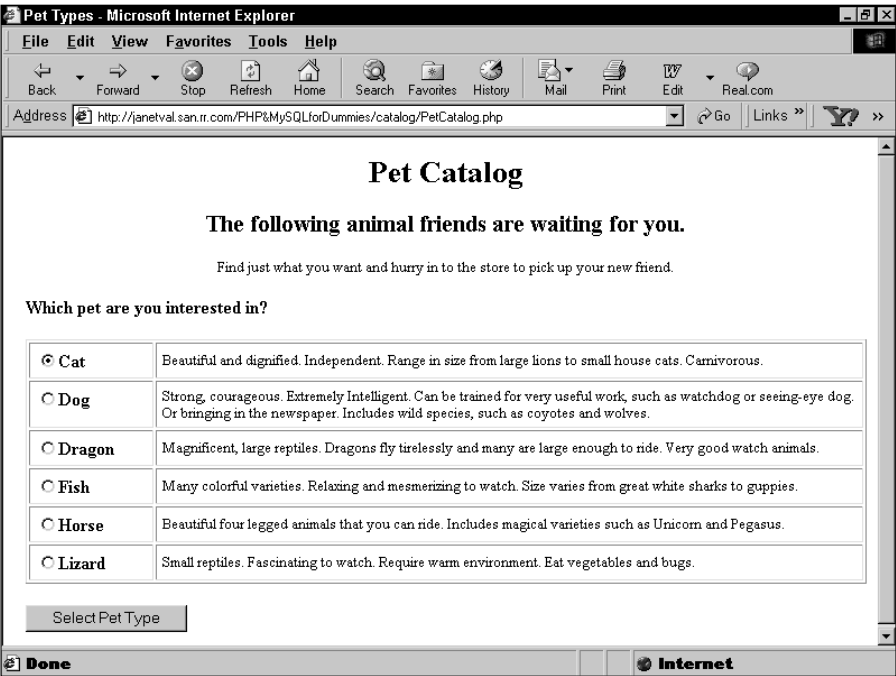 Pet Types - Microsoft Internet Explorer
File Edit View Favorites Tools Help
Back Forward Stop Refresh Home Search Favorites History Mail Print Edit Real.com
Address http://janetval.san.rr.com/PHP&MySQLforDummies/catalog/PetCatalog.php Go Links »
Pet Catalog
The following animal friends are waiting for you.
Find just what you want and hurry in to the store to pick up your new friend.
Which pet are you interested in?
Cat Beautiful and dignified. Independent. Range in size from large lions to small house cats. Carnivorous.
Dog Strong, courageous. Extremely Intelligent. Can be trained for very useful work, such as watchdog or seeing-eye dog.
Or bringing in the newspaper. Includes wild species, such as coyotes and wolves.
Dragon Magnificent, large reptiles. Dragons fly tirelessly and many are large enough to ride. Very good watch animals.
Fish Many colorful varieties. Relaxing and mesmerizing to watch. Size varies from great white sharks to guppies.
Horse Beautiful four legged animals that you can ride. Includes magical varieties such as Unicorn and Pegasus.
Lizard Small reptiles. Fascinating to watch. Require warm environment. Eat vegetables and bugs.
Select Pet Type
Done Internet